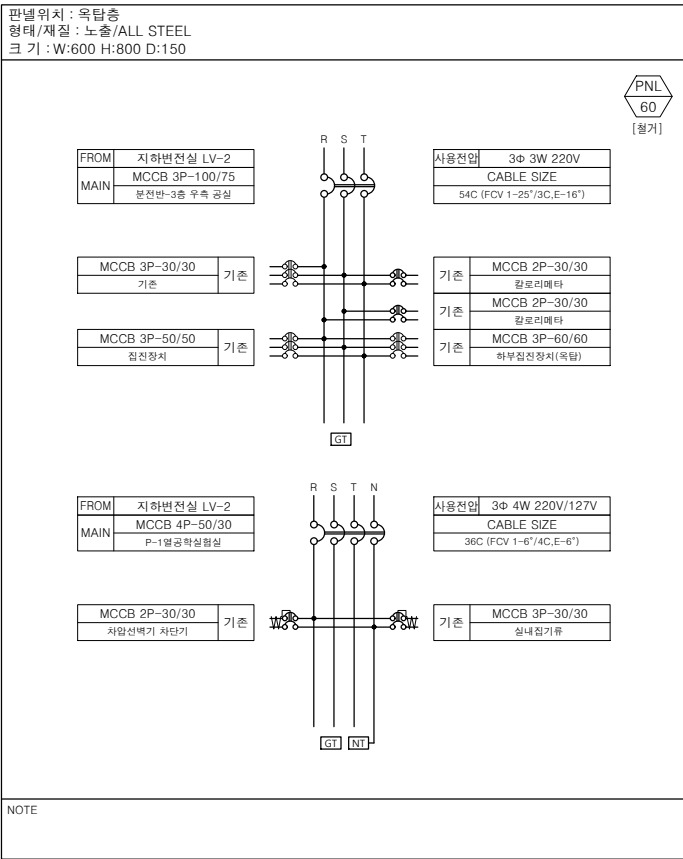 판넬위치 : 옥탑층
형태/재질 : 노출/ALL STEEL
크 기 : W:600 H:800 D:150
PNL
60
[철거]
R S T
FROM 지하변전실 LV-2
MAIN MCCB 3P-100/75
분전반-3층 우측 공실
사용전압 3Φ 3W 220V
CABLE SIZE
54C (FCV 1-25°/3C,E-16°)
MCCB 3P-30/30
기존
기존
기존
MCCB 2P-30/30
칼로리메타
기존
MCCB 2P-30/30
칼로리메타
MCCB 3P-50/50
집진장치
기존
기존
MCCB 3P-60/60
하부집진장치(옥탑)
GT
R S T N
FROM 지하변전실 LV-2
MAIN MCCB 4P-50/30
P-1열공학실험실
사용전압 3Φ 4W 220V/127V
CABLE SIZE
36C (FCV 1-6°/4C,E-6°)
MCCB 2P-30/30
차압선벽기 차단기
기존
기존
MCCB 3P-30/30
실내집기류
GT NT
NOTE